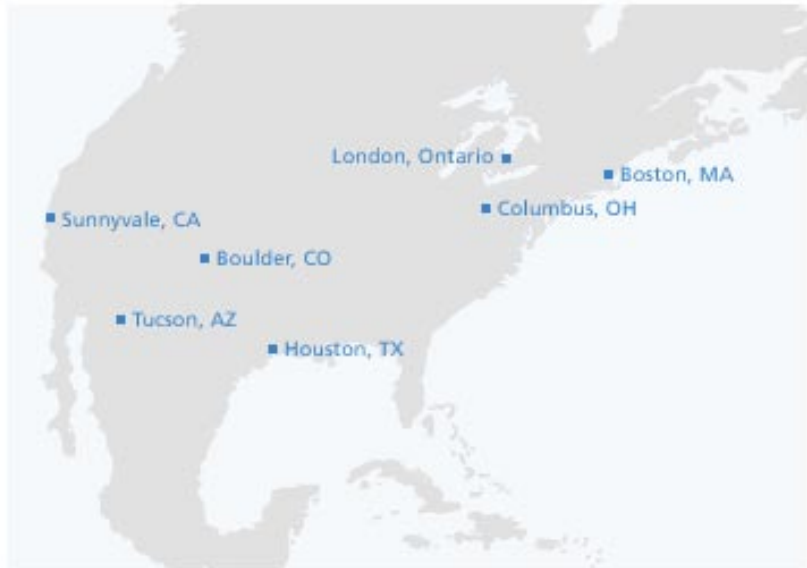 London, Ontario
Boston, MA
Columbus, OH
Sunnyvale, CA
Boulder, CO
Tucson, AZ
Houston, TX